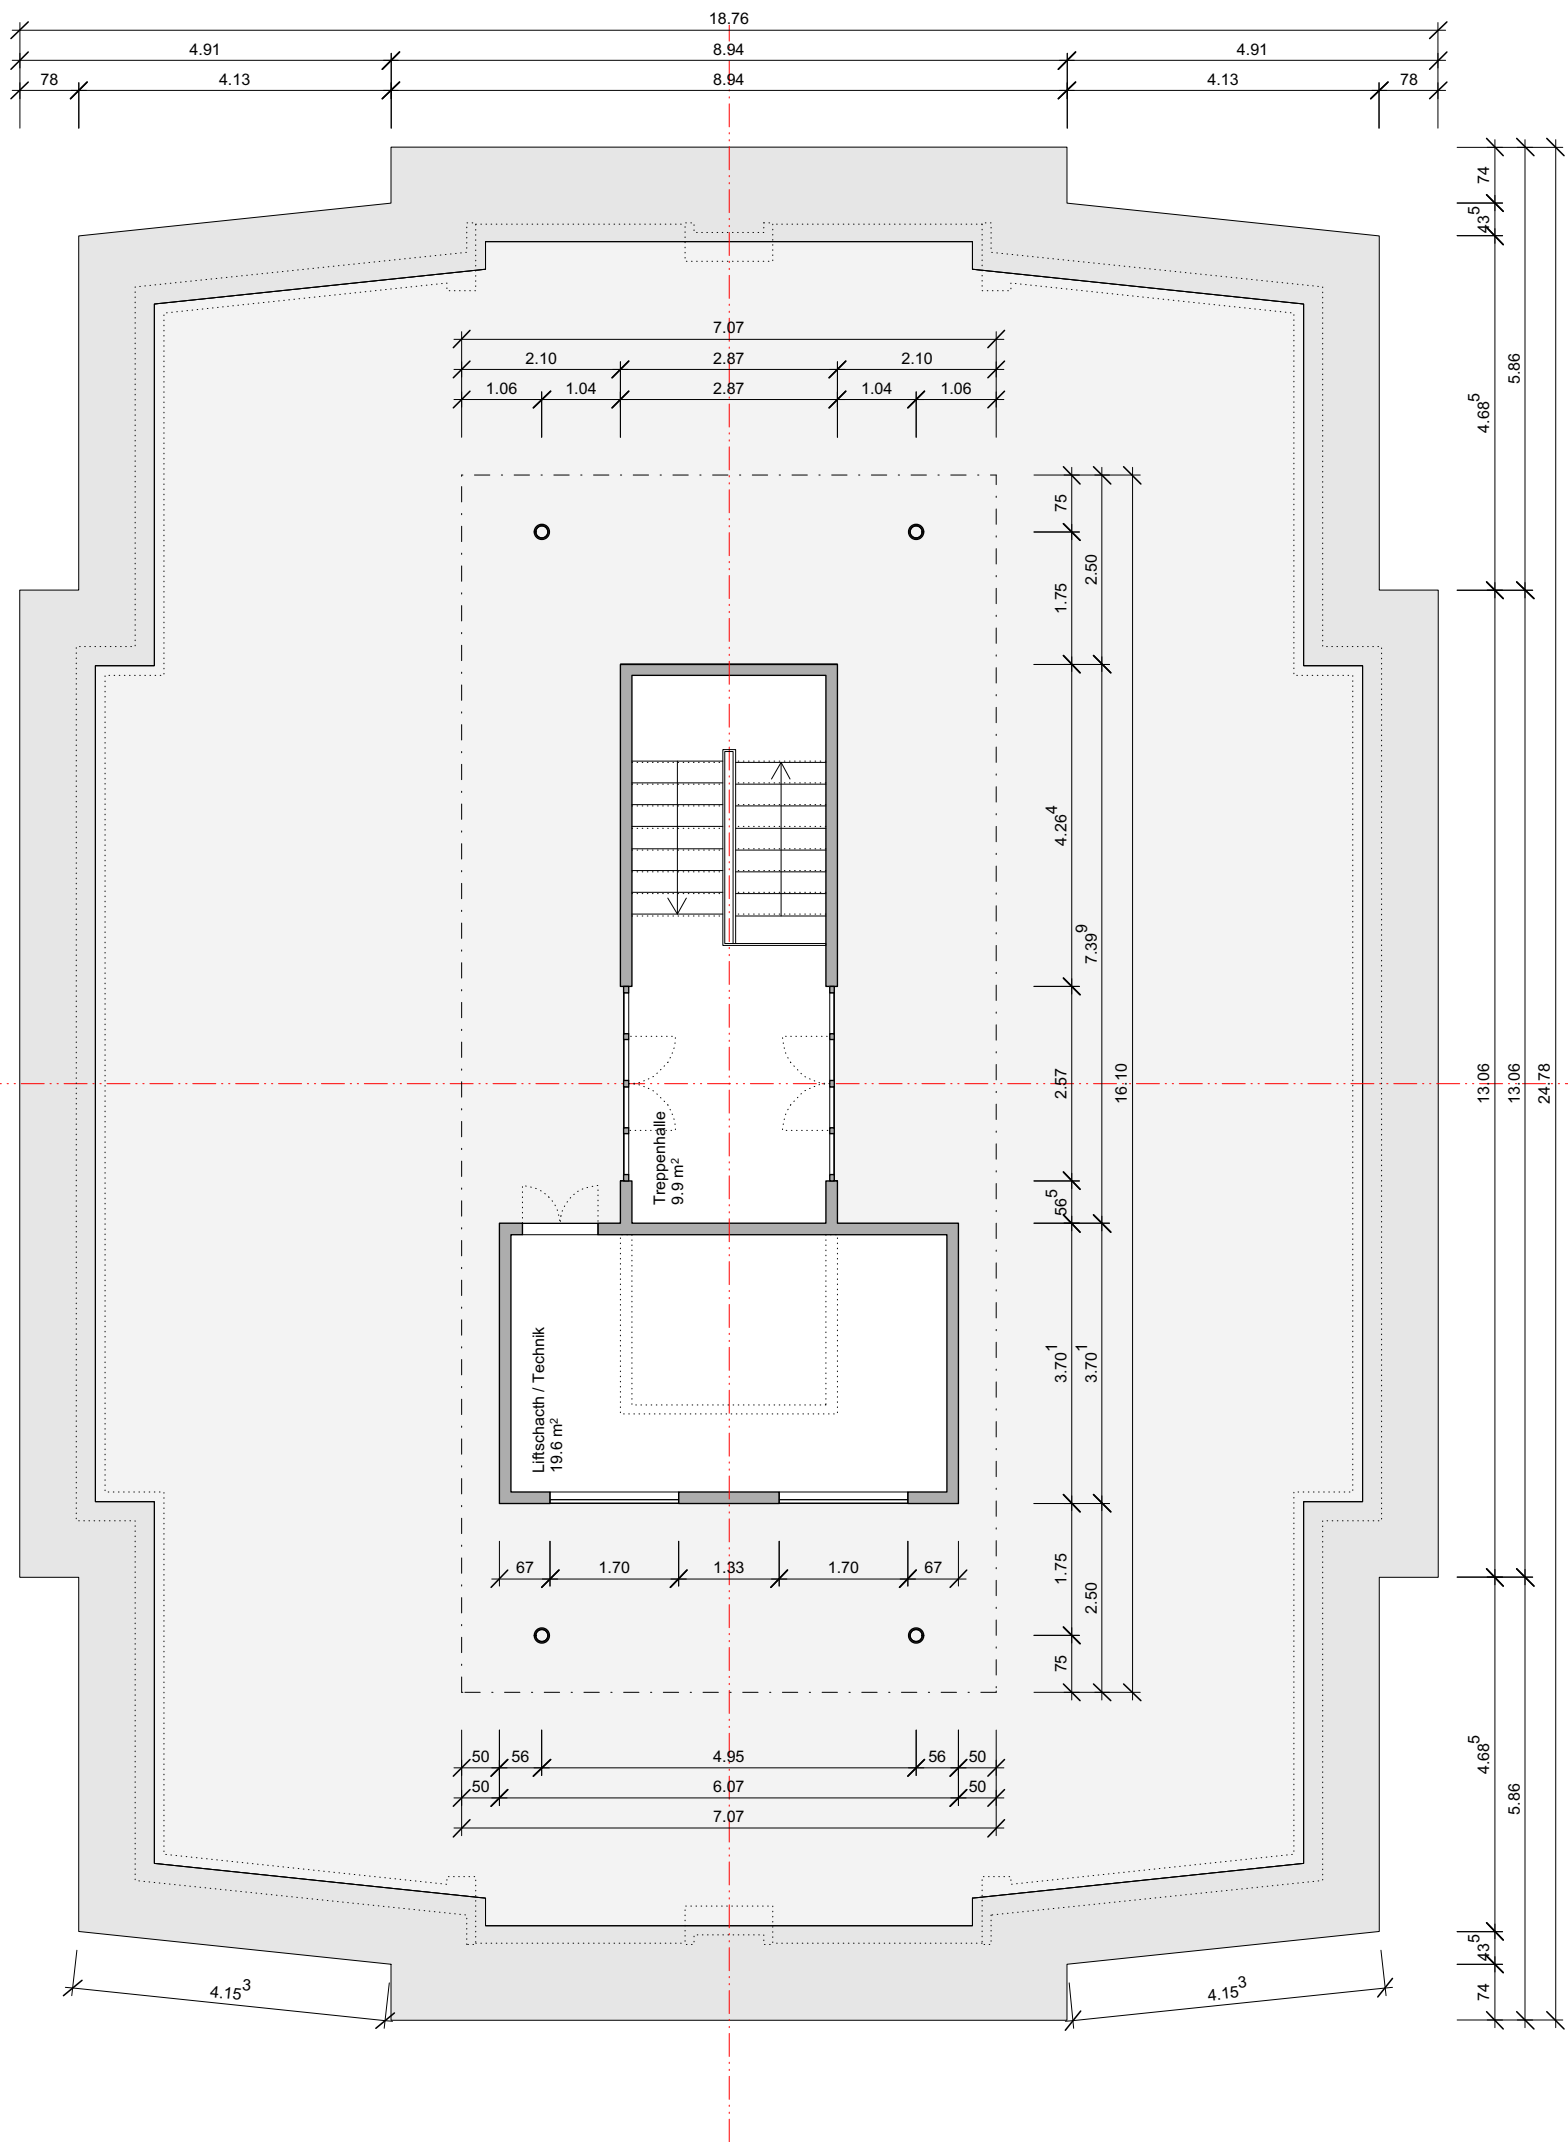 18.76
4.91 8.94 4.91
78 4.13 8.94 4.13 78
74
43⁵
4.68⁵
5.86
7.07
2.10 2.87 2.10
1.06 1.04 2.87 1.04 1.06
75
1.75
2.50
4.26⁴
7.39⁹
2.57
16.10
56⁵
3.70¹
3.70¹
1.75
2.50
75
13.06
13.06
24.78
Treppenhalle
9.9 m²
Liftschacth / Technik
19.6 m²
67 1.70 1.33 1.70 67
50 56 4.95 56 50
50 6.07 50
7.07
4.68⁵
5.86
43⁵
74
4.15³
4.15³